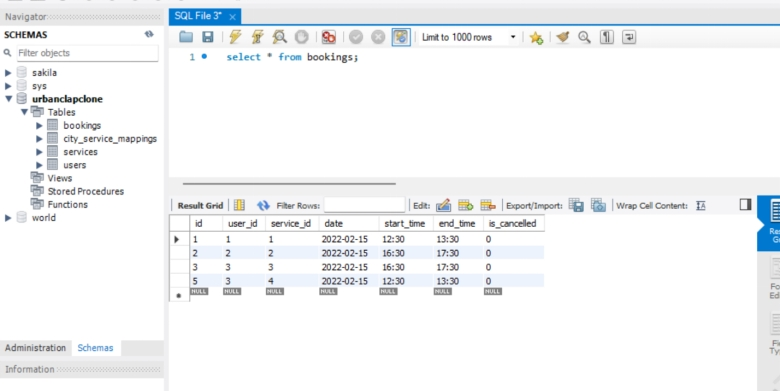 Navigator
SQL File 3*
SCHEMAS
Filter objects
sakila
sys
urbanclapclone
Tables
bookings
city_service_mappings
services
users
Views
Stored Procedures
Functions
world
Administration Schemas
Information
Limit to 1000 rows
1 select * from bookings;
Result Grid Filter Rows: Edit: Export/Import: Wrap Cell Content:
id user_id service_id date start_time end_time is_cancelled
1 1 1 2022-02-15 12:30 13:30 0
2 2 2 2022-02-15 16:30 17:30 0
3 3 3 2022-02-15 16:30 17:30 0
5 3 4 2022-02-15 12:30 13:30 0
NULL NULL NULL NULL NULL NULL NULL